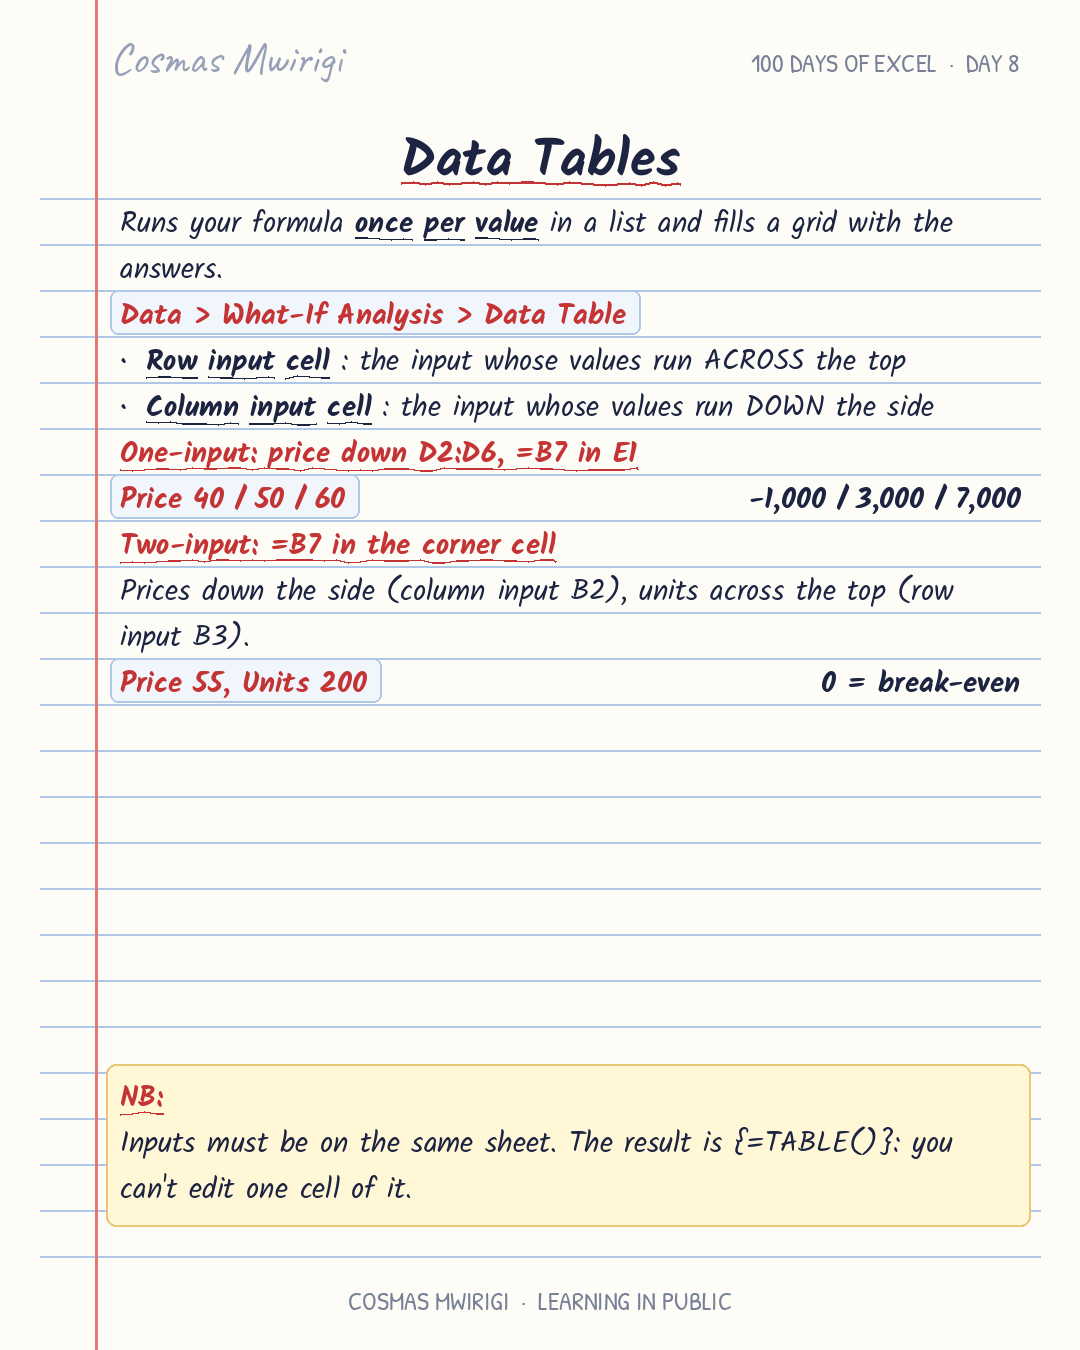 Cosmas Mwirigi
100 DAYS OF EXCEL · DAY 8
Data Tables
Runs your formula once per value in a list and fills a grid with the
answers.
Data > What-If Analysis > Data Table
· Row input cell : the input whose values run ACROSS the top
· Column input cell : the input whose values run DOWN the side
One-input: price down D2:D6, =B7 in E1
Price 40 / 50 / 60 -1,000 / 3,000 / 7,000
Two-input: =B7 in the corner cell
Prices down the side (column input B2), units across the top (row
input B3).
Price 55, Units 200 0 = break-even
NB:
Inputs must be on the same sheet. The result is {=TABLE()}: you
can't edit one cell of it.
COSMAS MWIRIGI · LEARNING IN PUBLIC